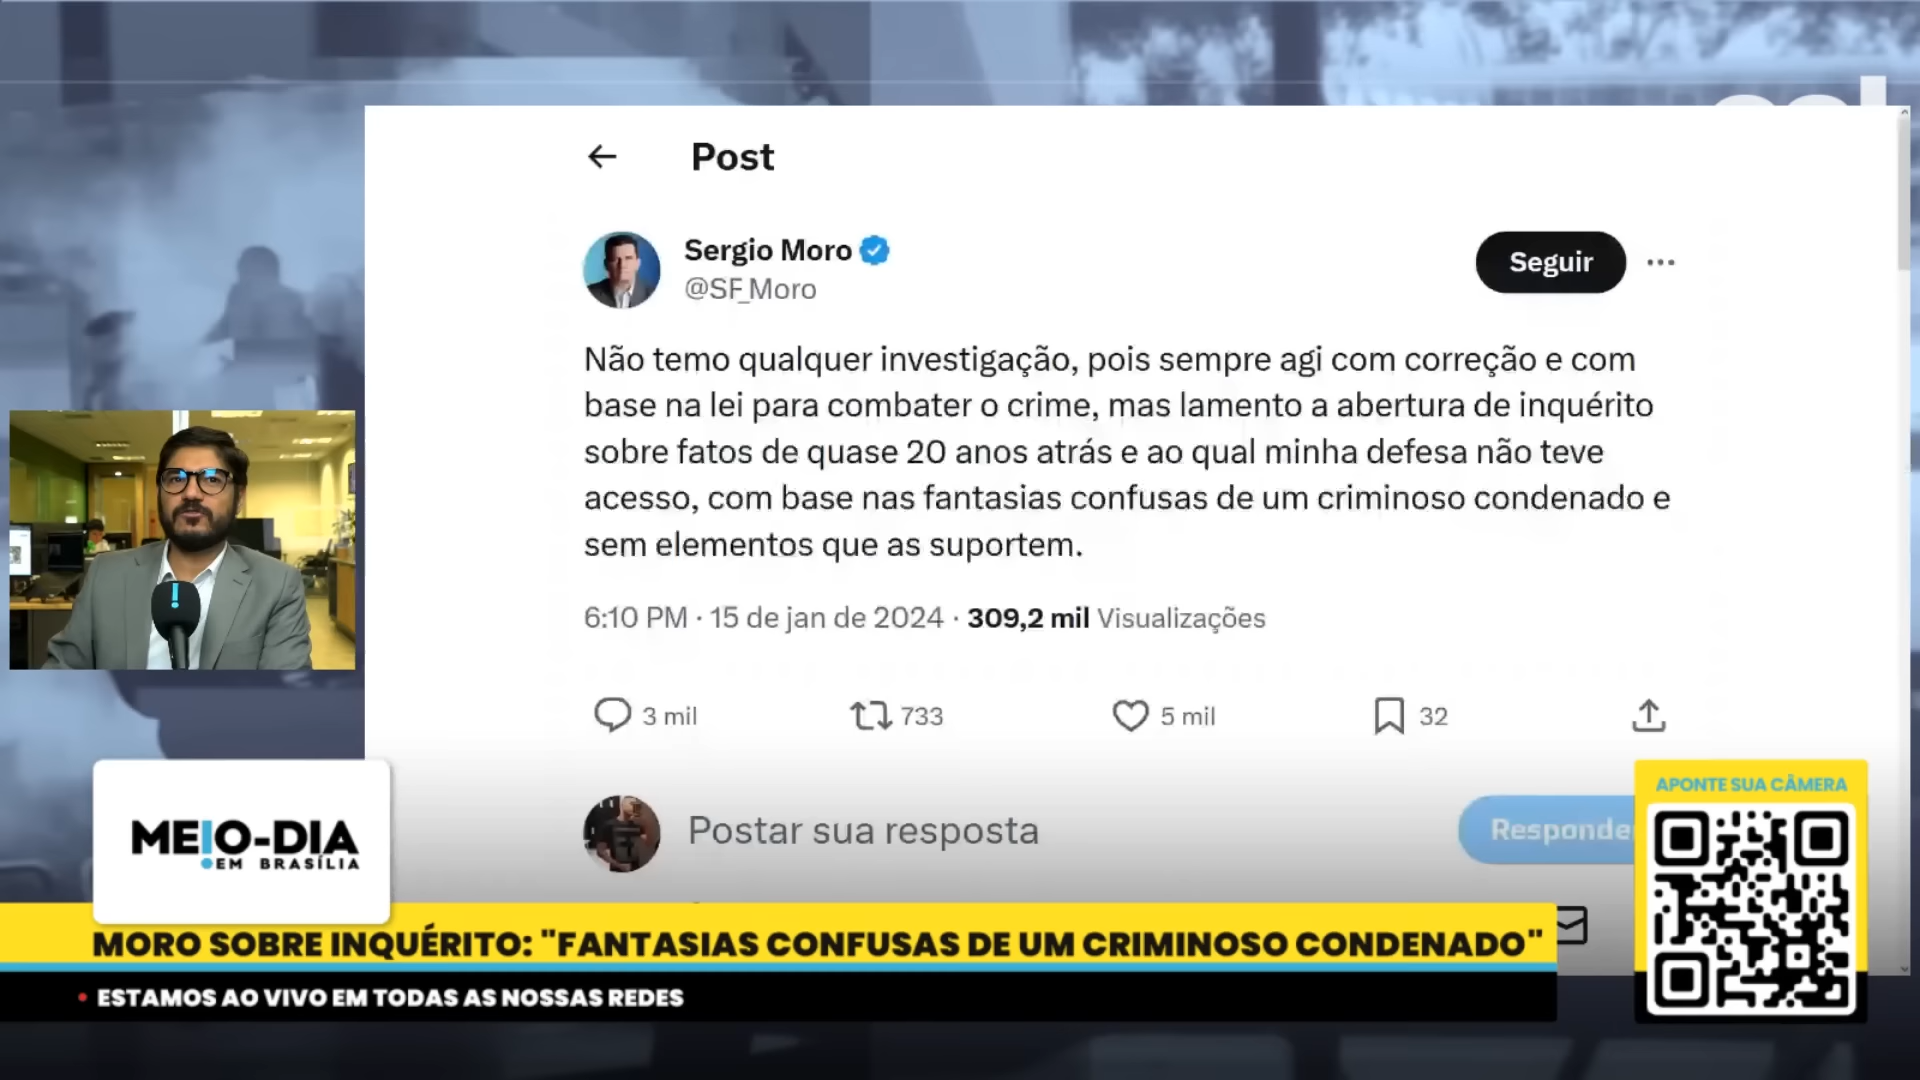 Post
Sergio Moro
@SF_Moro
Seguir
Não temo qualquer investigação, pois sempre agi com correção e com
base na lei para combater o crime, mas lamento a abertura de inquérito
sobre fatos de quase 20 anos atrás e ao qual minha defesa não teve
acesso, com base nas fantasias confusas de um criminoso condenado e
sem elementos que as suportem.
6:10 PM · 15 de jan de 2024 · 309,2 mil Visualizações
3 mil 733 5 mil 32
Postar sua resposta
Responde
APONTE SUA CÂMERA
MEIO-DIA
EM BRASÍLIA
MORO SOBRE INQUÉRITO: "FANTASIAS CONFUSAS DE UM CRIMINOSO CONDENADO"
• ESTAMOS AO VIVO EM TODAS AS NOSSAS REDES